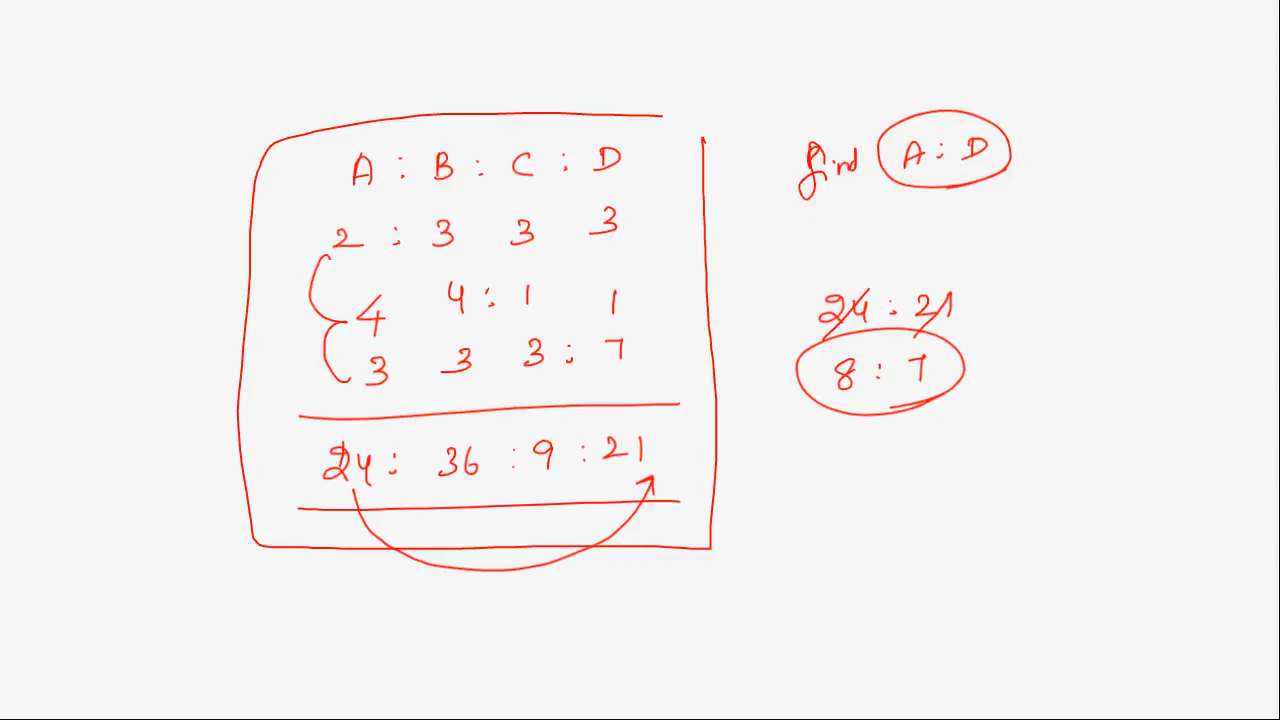 A : B : C : D
2 : 3 3 3
4 4 : 1 1
3 3 3 : 7
24 : 36 : 9 : 21
find A : D
24 : 21
8 : 7